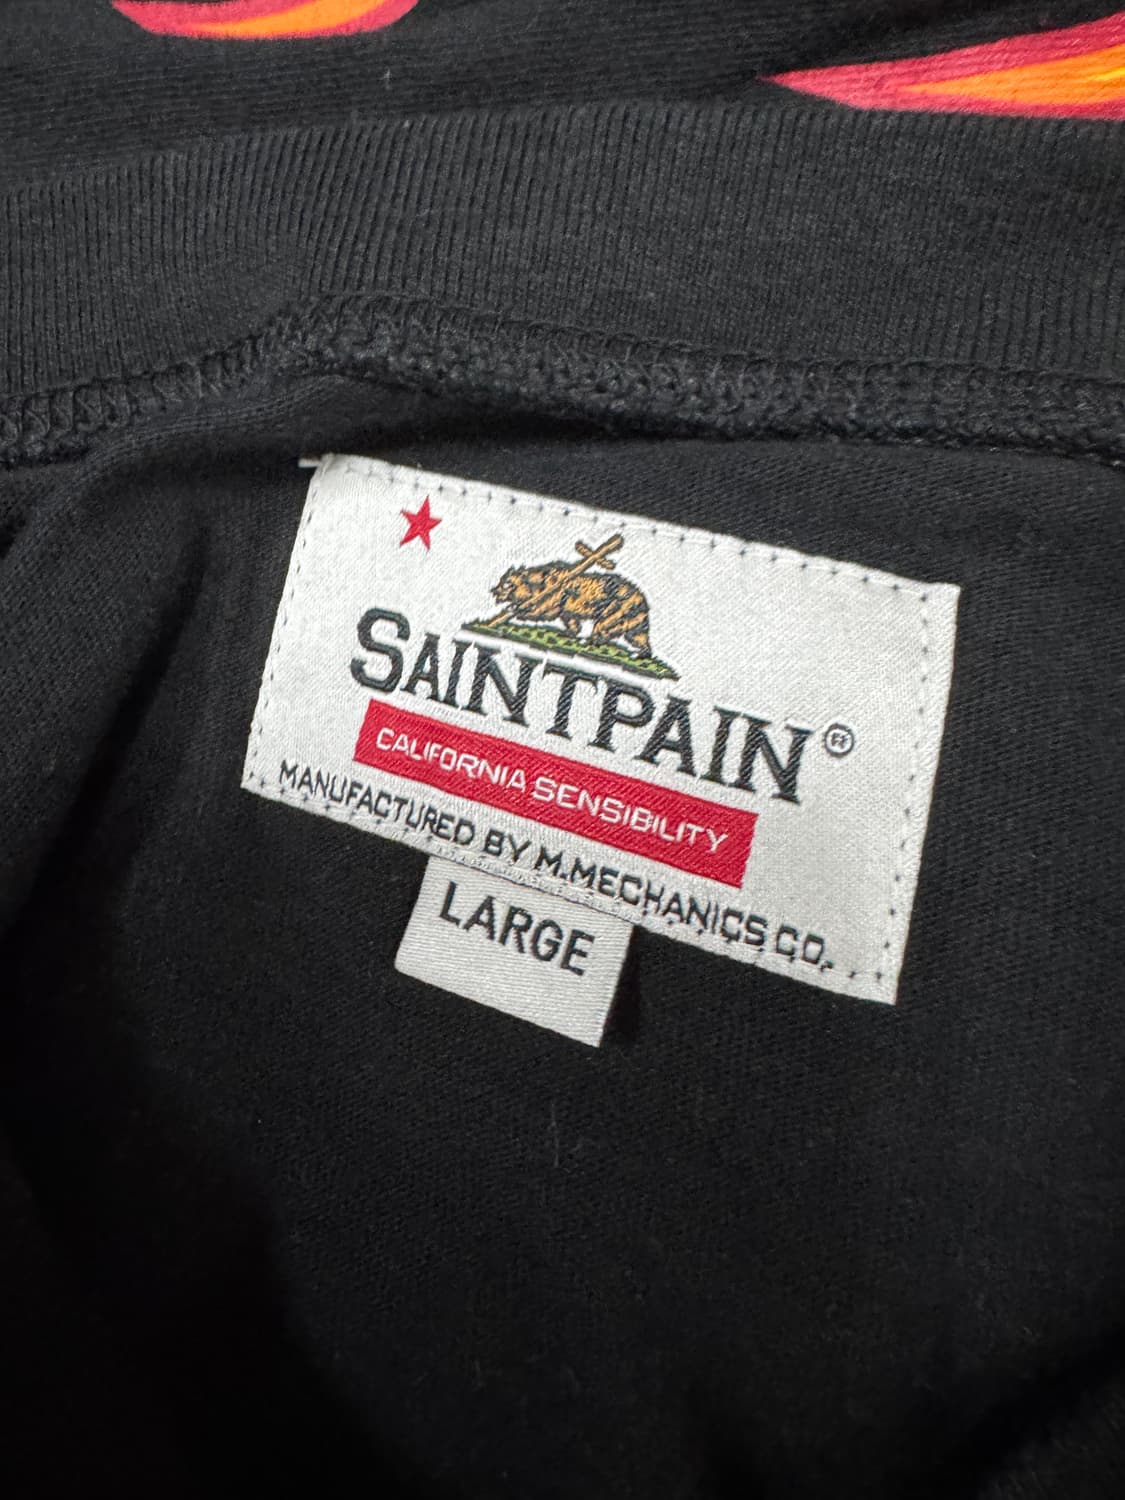 SAINTPAIN®
CALIFORNIA SENSIBILITY
MANUFACTURED BY M.MECHANICS CO.
LARGE